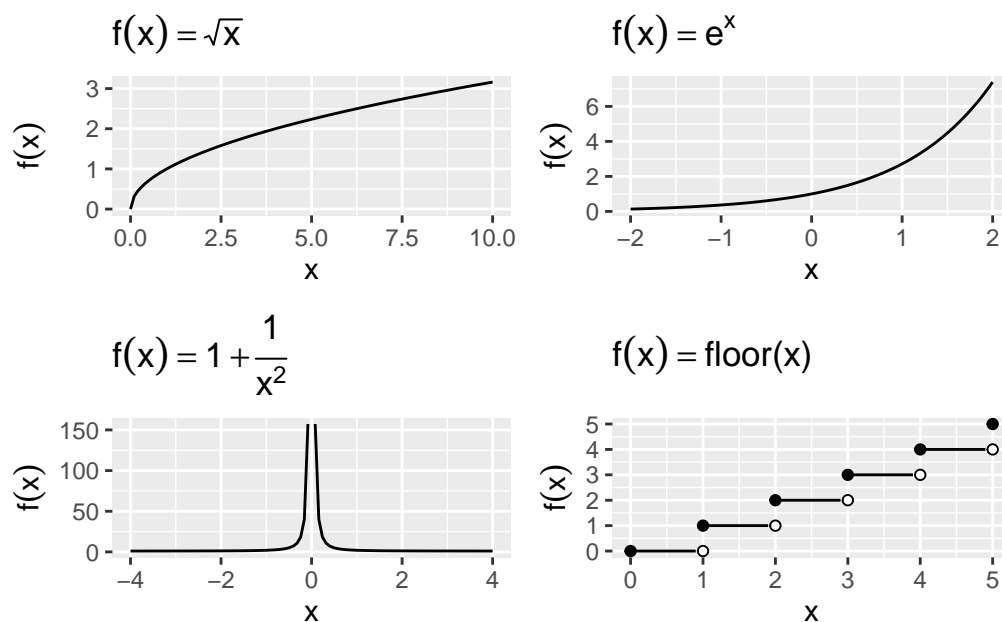 f(x) = √x
3
2
1
0
f(x)
0.0 2.5 5.0 7.5 10.0
x
f(x) = eˣ
6
4
2
0
f(x)
−2 −1 0 1 2
x
f(x) = 1 + 1/x²
150
100
50
0
f(x)
−4 −2 0 2 4
x
f(x) = floor(x)
5
4
3
2
1
0
f(x)
0 1 2 3 4 5
x